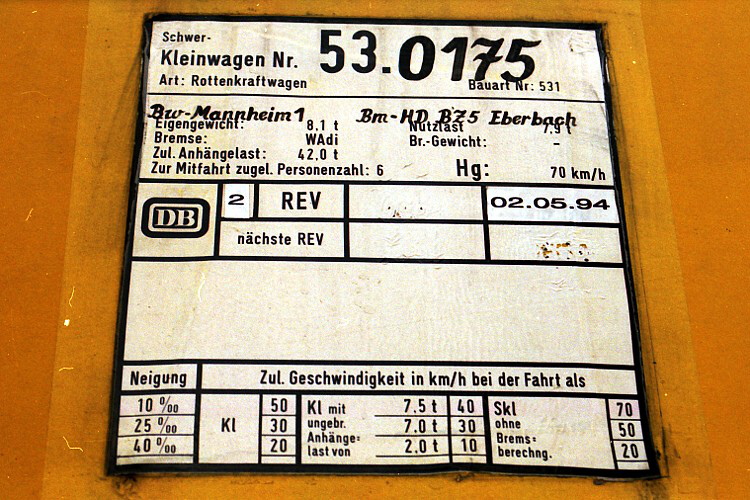 Schwer-
Kleinwagen Nr. 53.0175
Art: Rottenkraftwagen Bauart Nr: 531
Bw-Mannheim 1 Bm-HD BZ5 Eberbach
Eigengewicht: 8.1 t Nutzlast 7.9 t
Bremse: WAdi Br.-Gewicht: -
Zul. Anhängelast: 42,0 t
Zur Mitfahrt zugel. Personenzahl: 6 Hg: 70 km/h
DB 2 REV 02.05.94
nächste REV
Neigung Zul. Geschwindigkeit in km/h bei der Fahrt als
10 ‰ Kl 50 Kl mit 7.5 t 40 Skl 70
25 ‰ 30 ungebr. 7,0 t 30 ohne 50
40 ‰ 20 Anhänge= 2.0 t 10 Brems= 20
last von berechng.